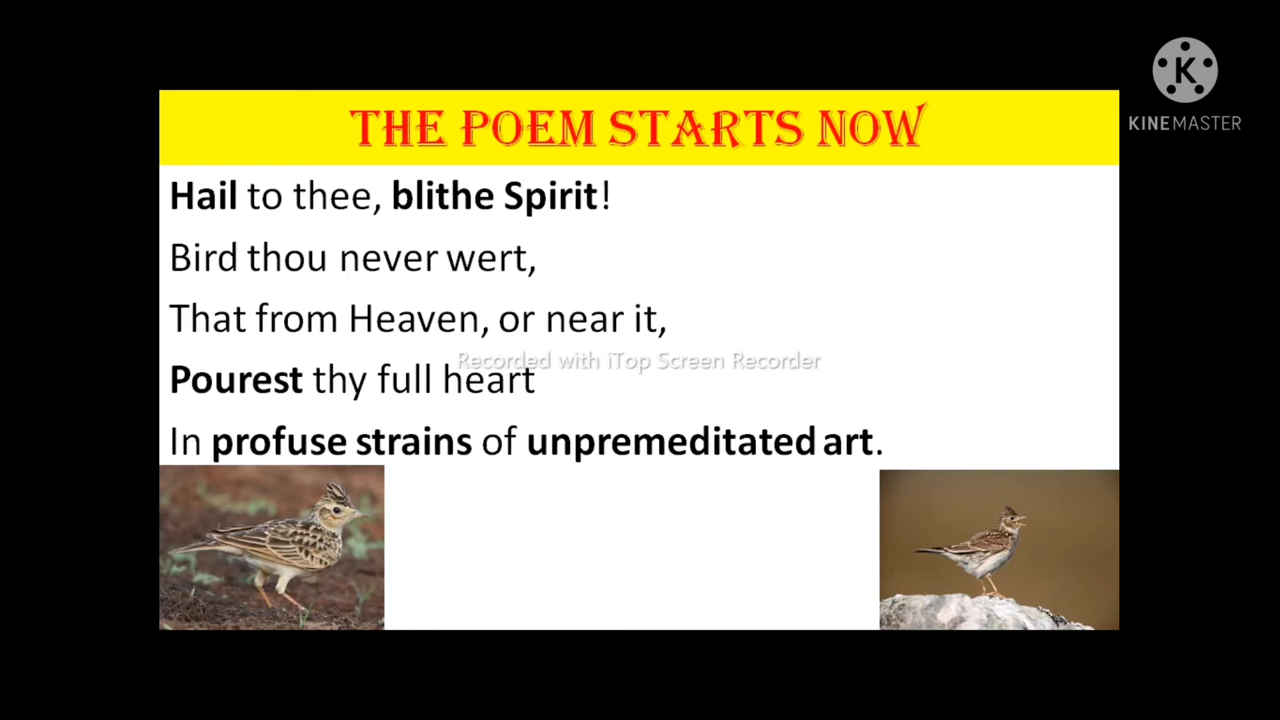 K
KINEMASTER
THE POEM STARTS NOW
Hail to thee, blithe Spirit!
Bird thou never wert,
That from Heaven, or near it,
Recorded with iTop Screen Recorder
Pourest thy full heart
In profuse strains of unpremeditated art.